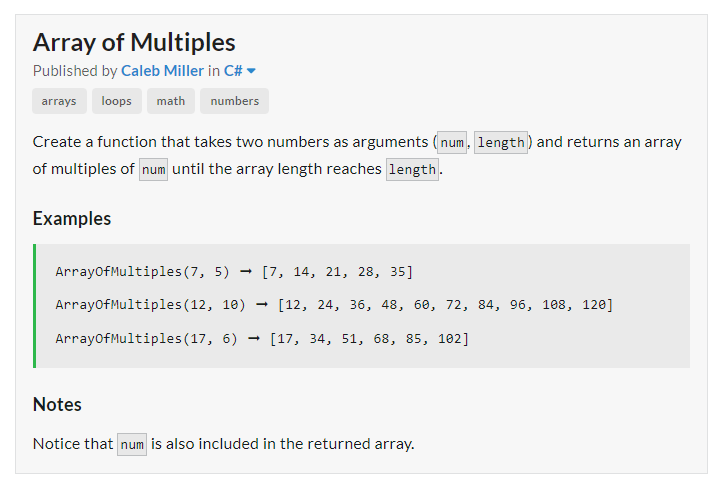 Array of Multiples
Published by Caleb Miller in C#
arrays loops math numbers
Create a function that takes two numbers as arguments (num, length) and returns an array
of multiples of num until the array length reaches length.
Examples
ArrayOfMultiples(7, 5) ➞ [7, 14, 21, 28, 35]
ArrayOfMultiples(12, 10) ➞ [12, 24, 36, 48, 60, 72, 84, 96, 108, 120]
ArrayOfMultiples(17, 6) ➞ [17, 34, 51, 68, 85, 102]
Notes
Notice that num is also included in the returned array.